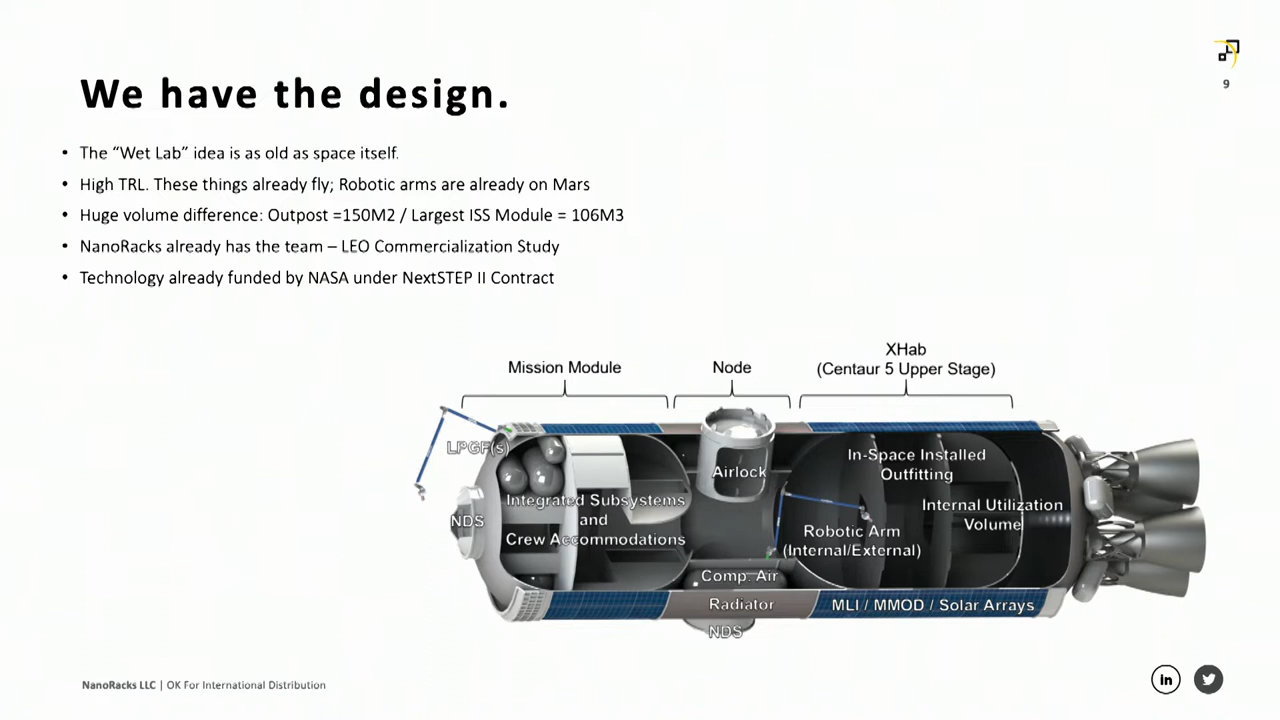 9
We have the design.
• The “Wet Lab” idea is as old as space itself.
• High TRL. These things already fly; Robotic arms are already on Mars
• Huge volume difference: Outpost =150M2 / Largest ISS Module = 106M3
• NanoRacks already has the team – LEO Commercialization Study
• Technology already funded by NASA under NextSTEP II Contract
Mission Module
Node
XHab
(Centaur 5 Upper Stage)
LPGF(s)
Airlock
In-Space Installed
Outfitting
Integrated Subsystems
and
Crew Accommodations
NDS
Internal Utilization
Volume
Robotic Arm
(Internal/External)
Comp. Air
Radiator
MLI / MMOD / Solar Arrays
NDS
NanoRacks LLC | OK For International Distribution
in